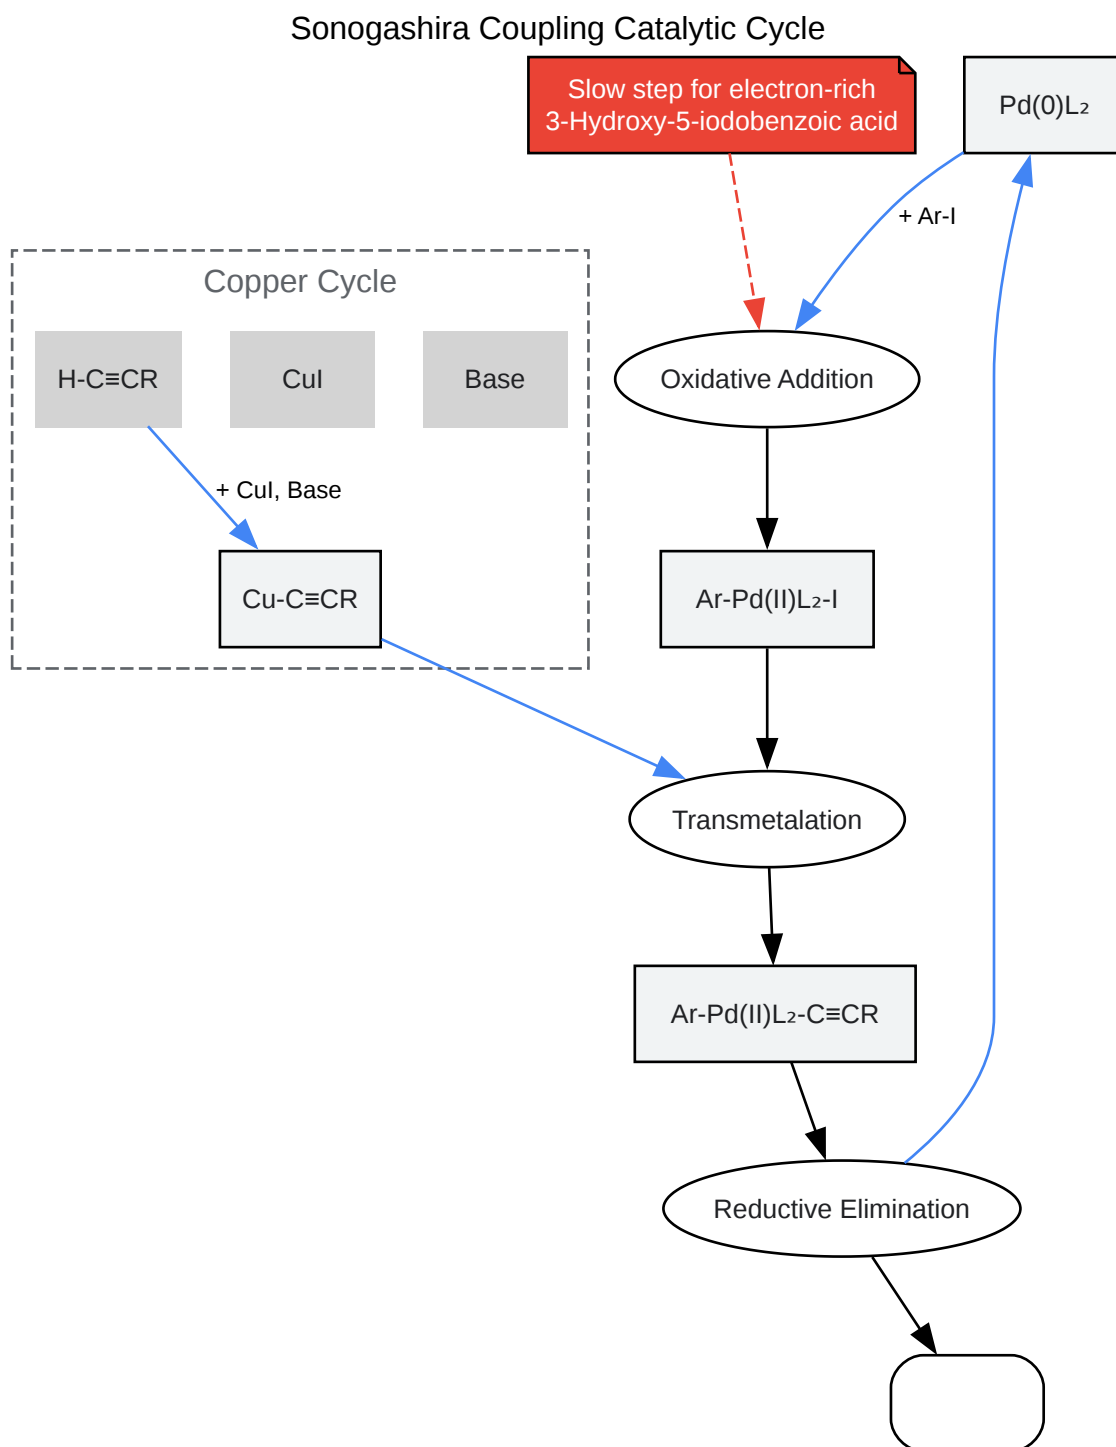 Sonogashira Coupling Catalytic Cycle
Slow step for electron-rich
3-Hydroxy-5-iodobenzoic acid
Pd(0)L₂
+ Ar-I
Copper Cycle
H-C≡CR
CuI
Base
Oxidative Addition
+ CuI, Base
Cu-C≡CR
Ar-Pd(II)L₂-I
Transmetalation
Ar-Pd(II)L₂-C≡CR
Reductive Elimination